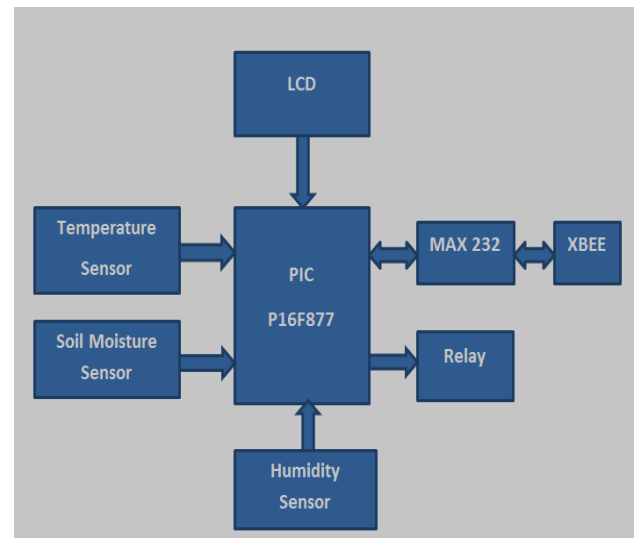 LCD
Temperature
Sensor
PIC
P16F877
MAX 232
XBEE
Soil Moisture
Sensor
Relay
Humidity
Sensor